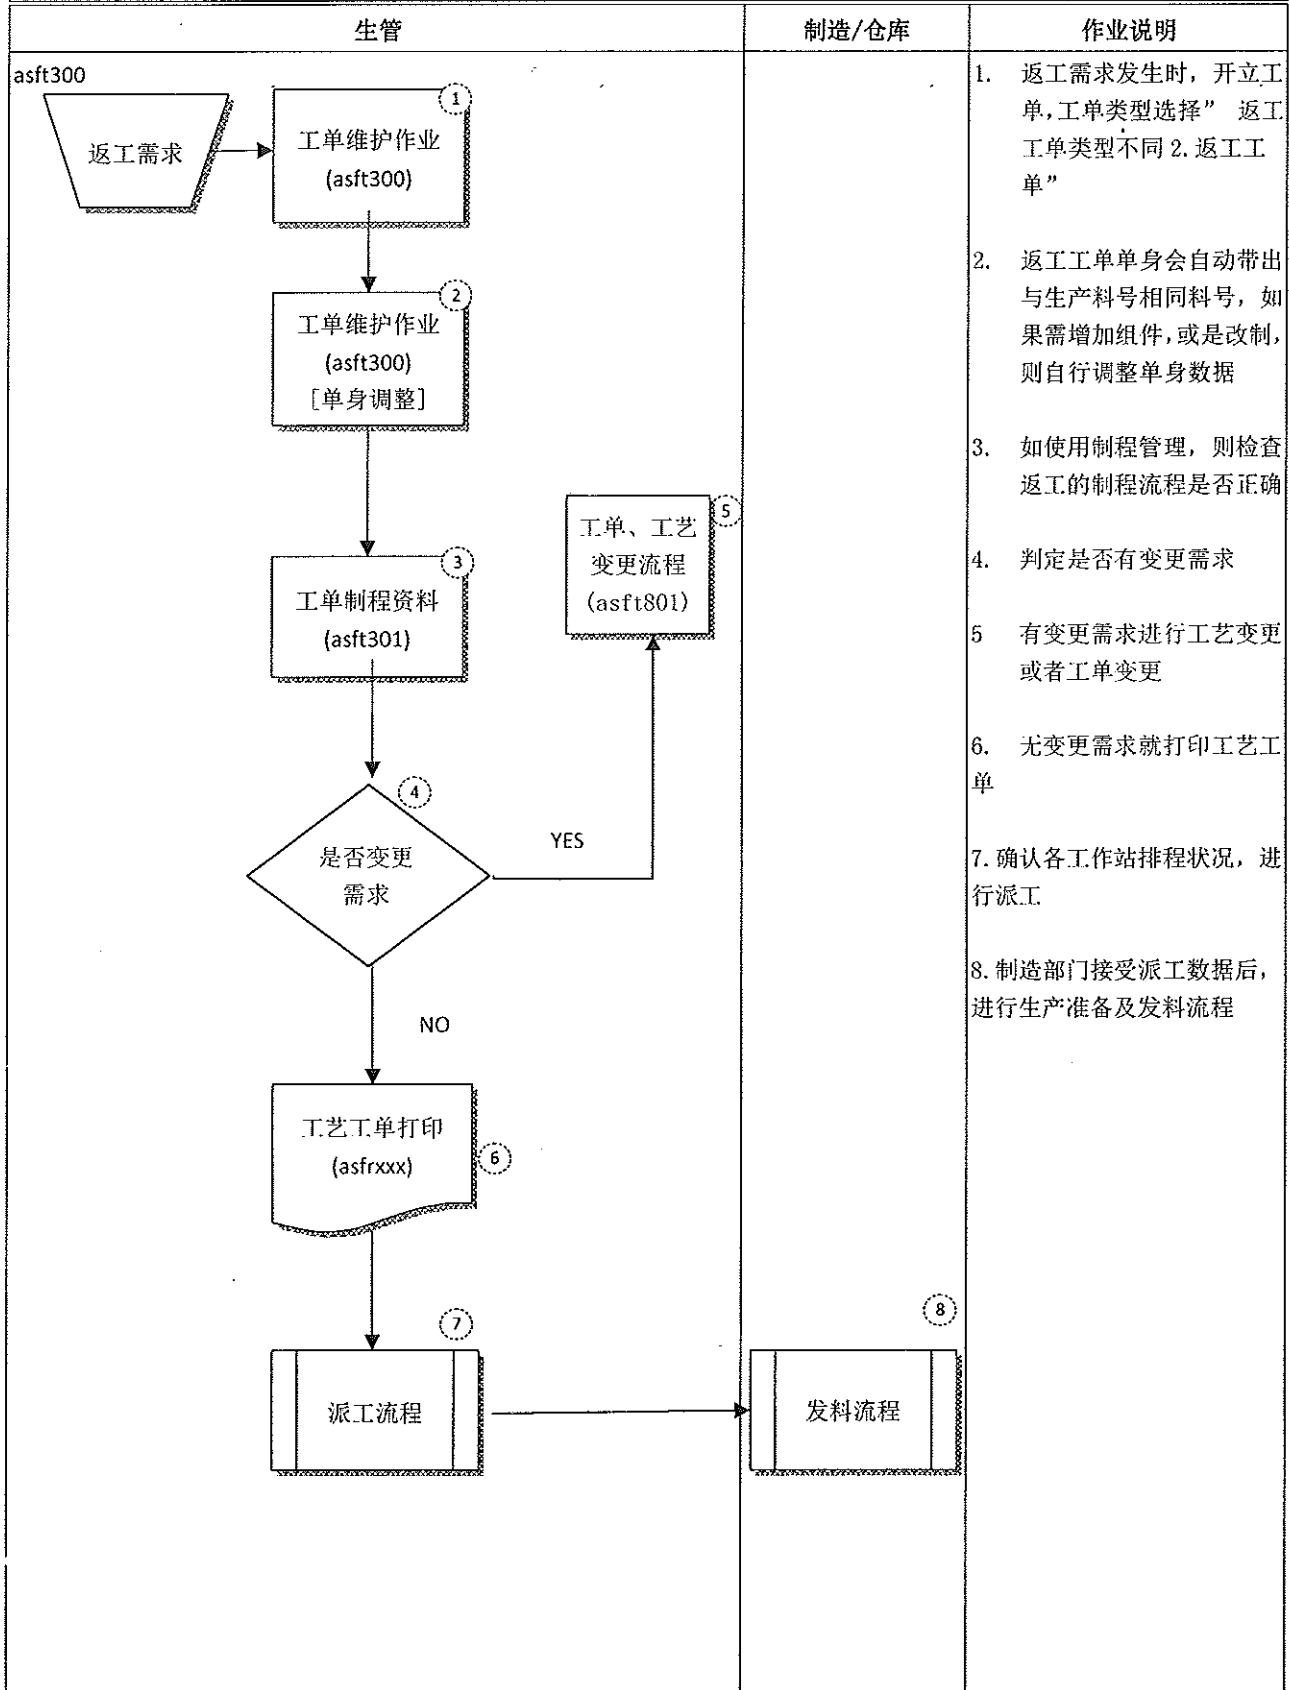 生管
制造/仓库
作业说明
asft300
返工需求
1
工单维护作业
(asft300)
2
工单维护作业
(asft300)
[单身调整]
3
工单制程资料
(asft301)
5
工单、工艺
变更流程
(asft801)
4
是否变更
需求
YES
NO
工艺工单打印
(asfrxxx)
6
7
派工流程
8
发料流程
1. 返工需求发生时，开立工
单,工单类型选择” 返工
工单类型不同 2.返工工
单”
2. 返工工单单身会自动带出
与生产料号相同料号，如
果需增加组件,或是改制，
则自行调整单身数据
3. 如使用制程管理，则检查
返工的制程流程是否正确
4. 判定是否有变更需求
5 有变更需求进行工艺变更
或者工单变更
6. 无变更需求就打印工艺工
单
7.确认各工作站排程状况，进
行派工
8.制造部门接受派工数据后，
进行生产准备及发料流程